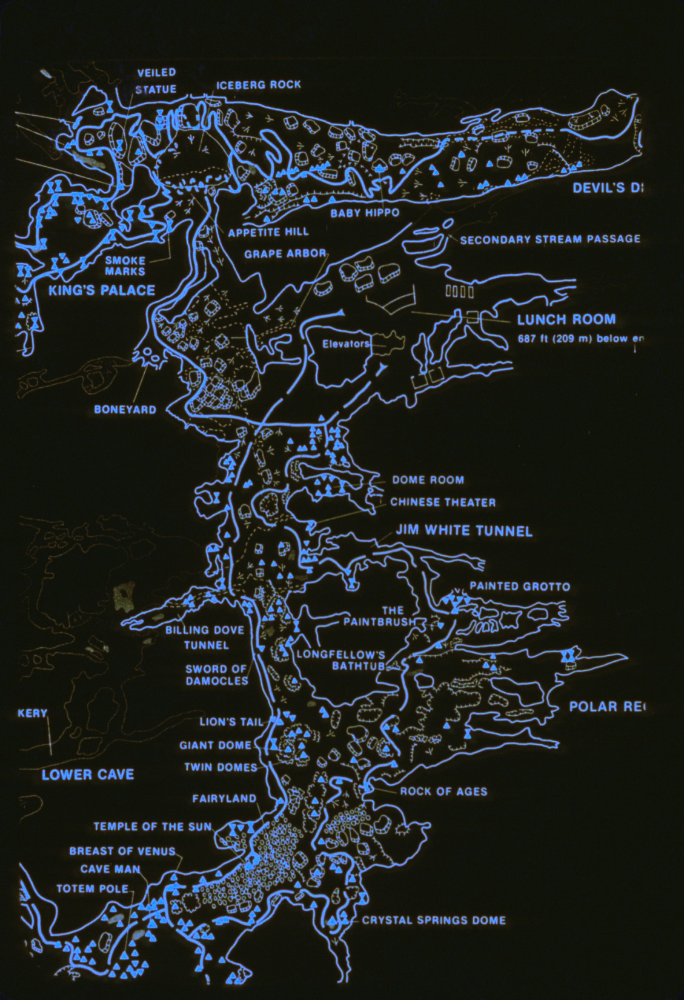 VEILED
STATUE
ICEBERG ROCK
DEVIL'S
BABY HIPPO
APPETITE HILL
SECONDARY STREAM PASSAGE
GRAPE ARBOR
SMOKE
MARKS
KING'S PALACE
LUNCH ROOM
687 ft (209 m) below
Elevators
BONEYARD
DOME ROOM
CHINESE THEATER
JIM WHITE TUNNEL
PAINTED GROTTO
THE
PAINTBRUSH
BILLING DOVE
TUNNEL
LONGFELLOW'S
BATHTUB
SWORD OF
DAMOCLES
POLAR
KERY
LION'S TAIL
GIANT DOME
TWIN DOMES
LOWER CAVE
ROCK OF AGES
FAIRYLAND
TEMPLE OF THE SUN
BREAST OF VENUS
CAVE MAN
TOTEM POLE
CRYSTAL SPRINGS DOME